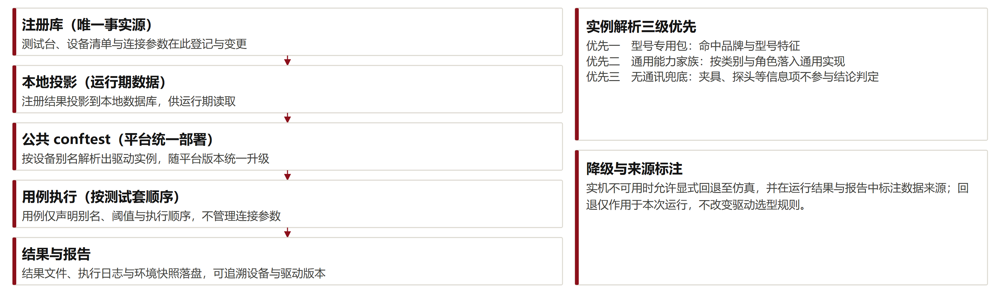 注册库（唯一事实源）
测试台、设备清单与连接参数在此登记与变更
本地投影（运行期数据）
注册结果投影到本地数据库，供运行期读取
公共 conftest（平台统一部署）
按设备别名解析出驱动实例，随平台版本统一升级
用例执行（按测试套顺序）
用例仅声明别名、阈值与执行顺序，不管理连接参数
结果与报告
结果文件、执行日志与环境快照落盘，可追溯设备与驱动版本
实例解析三级优先
优先一　型号专用包：命中品牌与型号特征
优先二　通用能力家族：按类别与角色落入通用实现
优先三　无通讯兜底：夹具、探头等信息项不参与结论判定
降级与来源标注
实机不可用时允许显式回退至仿真，并在运行结果与报告中标注数据来源；回
退仅作用于本次运行，不改变驱动选型规则。